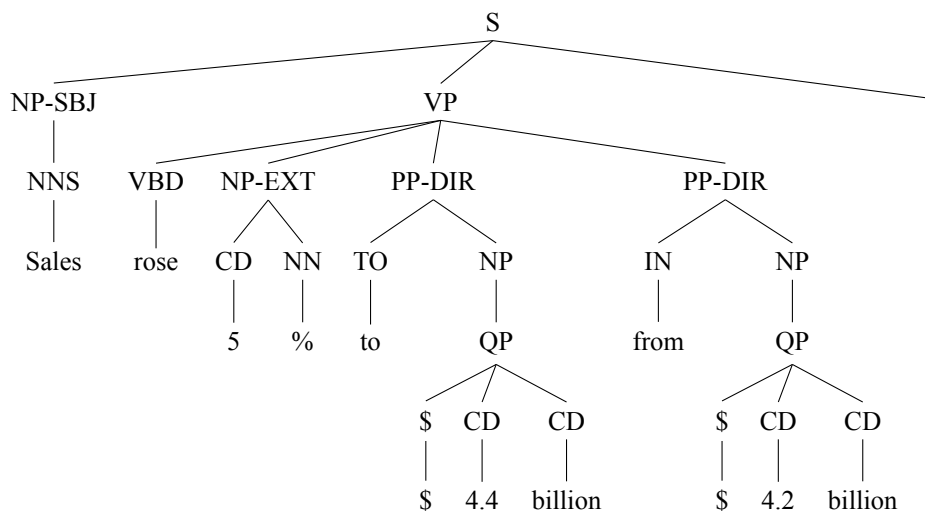 S
NP-SBJ VP
NNS VBD NP-EXT PP-DIR PP-DIR
Sales rose CD NN TO NP IN NP
5 % to QP from QP
$ CD CD $ CD CD
$ 4.4 billion $ 4.2 billion